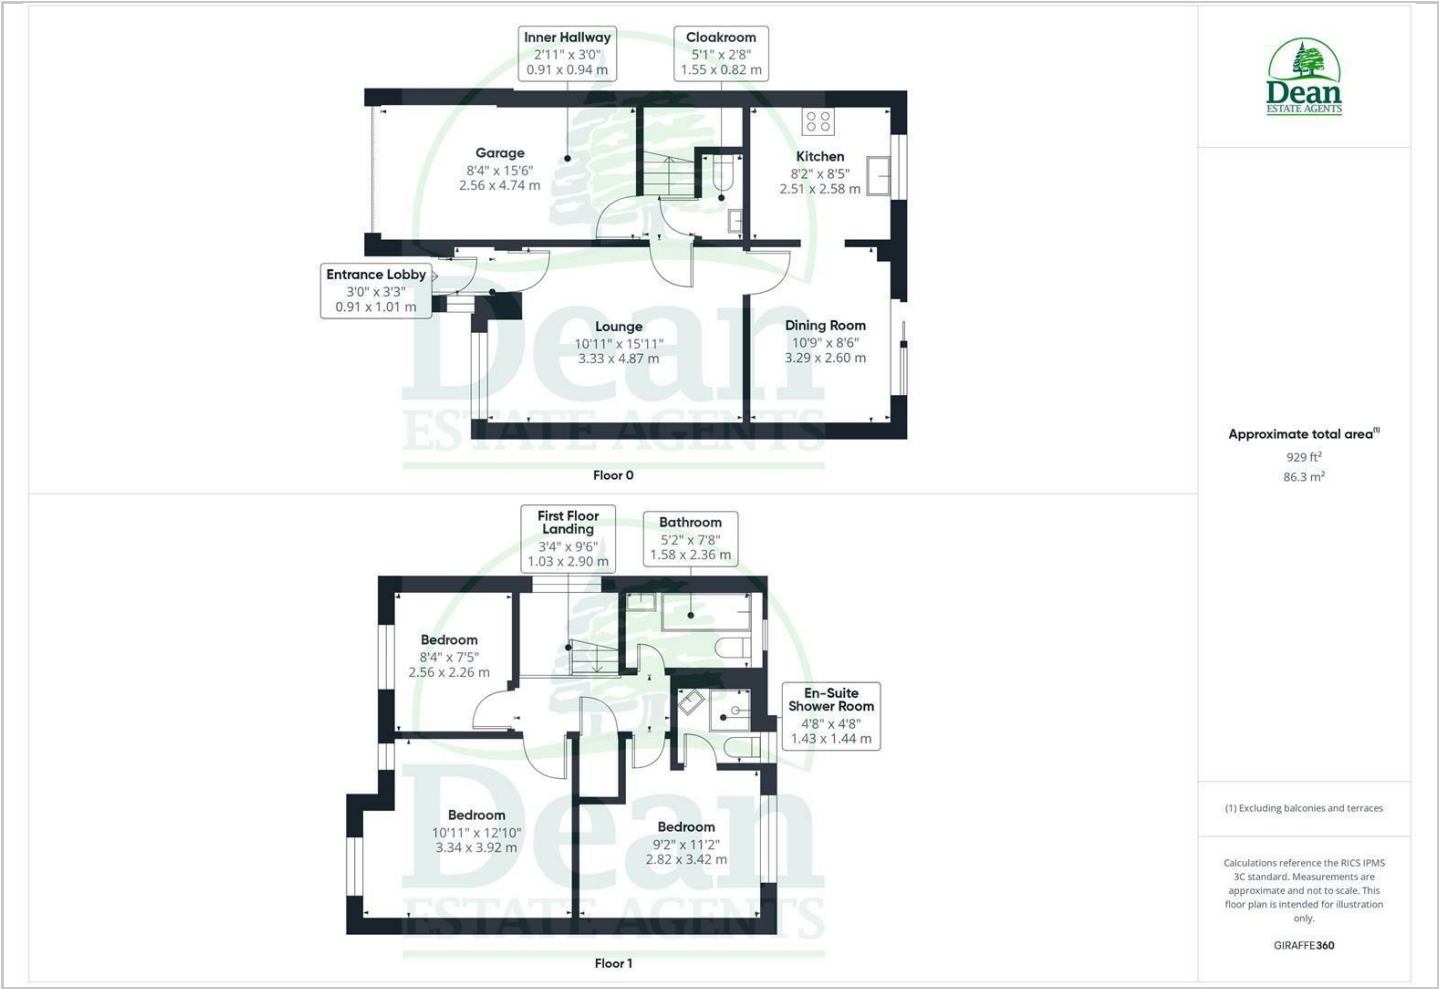 Inner Hallway
2'11" x 3'0"
0.91 x 0.94 m
Cloakroom
5'1" x 2'8"
1.55 x 0.82 m
Garage
8'4" x 15'6"
2.56 x 4.74 m
Kitchen
8'2" x 8'5"
2.51 x 2.58 m
Entrance Lobby
3'0" x 3'3"
0.91 x 1.01 m
Lounge
10'11" x 15'11"
3.33 x 4.87 m
Dining Room
10'9" x 8'6"
3.29 x 2.60 m
Dean
ESTATE AGENTS
Floor 0
First Floor
Landing
3'4" x 9'6"
1.03 x 2.90 m
Bathroom
5'2" x 7'8"
1.58 x 2.36 m
Bedroom
8'4" x 7'5"
2.56 x 2.26 m
En-Suite
Shower Room
4'8" x 4'8"
1.43 x 1.44 m
Bedroom
10'11" x 12'10"
3.34 x 3.92 m
Bedroom
9'2" x 11'2"
2.82 x 3.42 m
Dean
ESTATE AGENTS
Floor 1
Dean
ESTATE AGENTS
Approximate total area(1)
929 ft²
86.3 m²
(1) Excluding balconies and terraces
Calculations reference the RICS IPMS
3C standard. Measurements are
approximate and not to scale. This
floor plan is intended for illustration
only.
GIRAFFE360